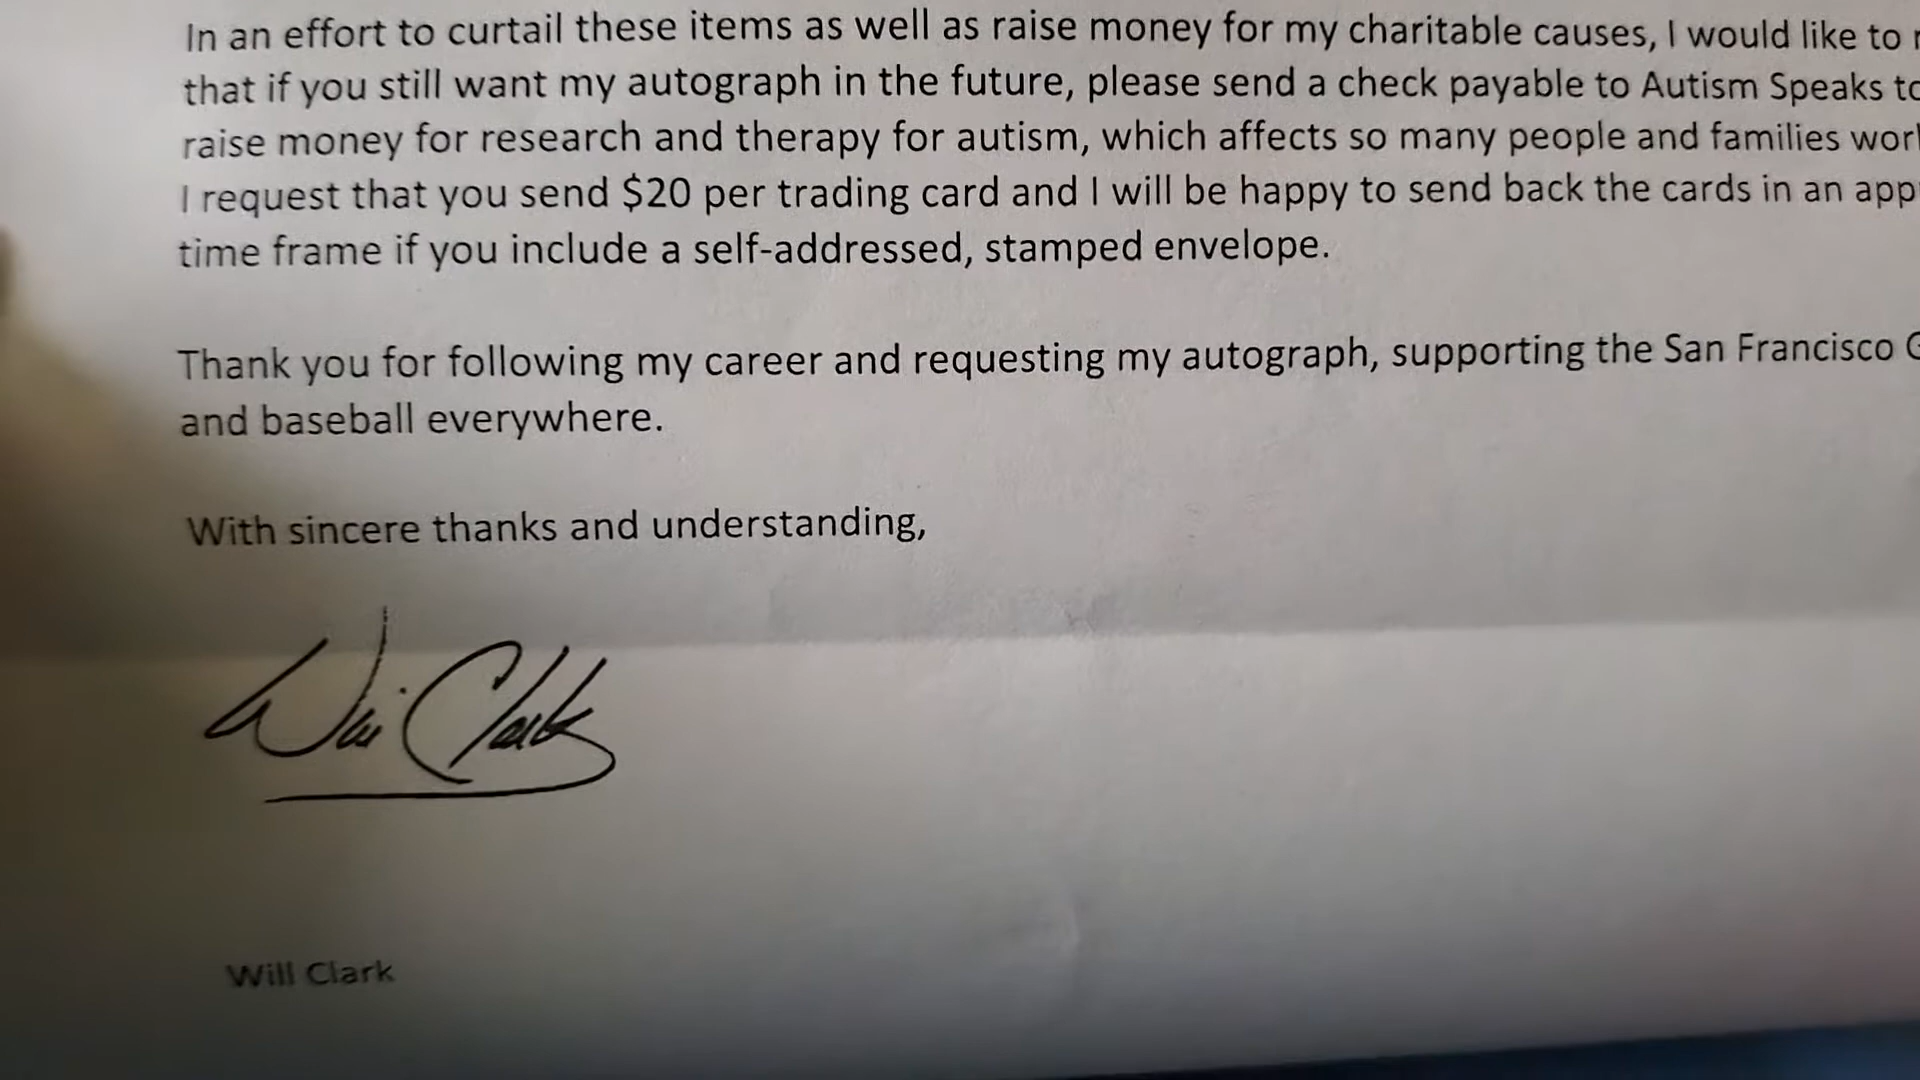 In an effort to curtail these items as well as raise money for my charitable causes, I would like to
that if you still want my autograph in the future, please send a check payable to Autism Speaks to
raise money for research and therapy for autism, which affects so many people and families
I request that you send $20 per trading card and I will be happy to send back the cards in an
time frame if you include a self-addressed, stamped envelope.
Thank you for following my career and requesting my autograph, supporting the San Francisco
and baseball everywhere.
With sincere thanks and understanding,
Will Clark
Will Clark